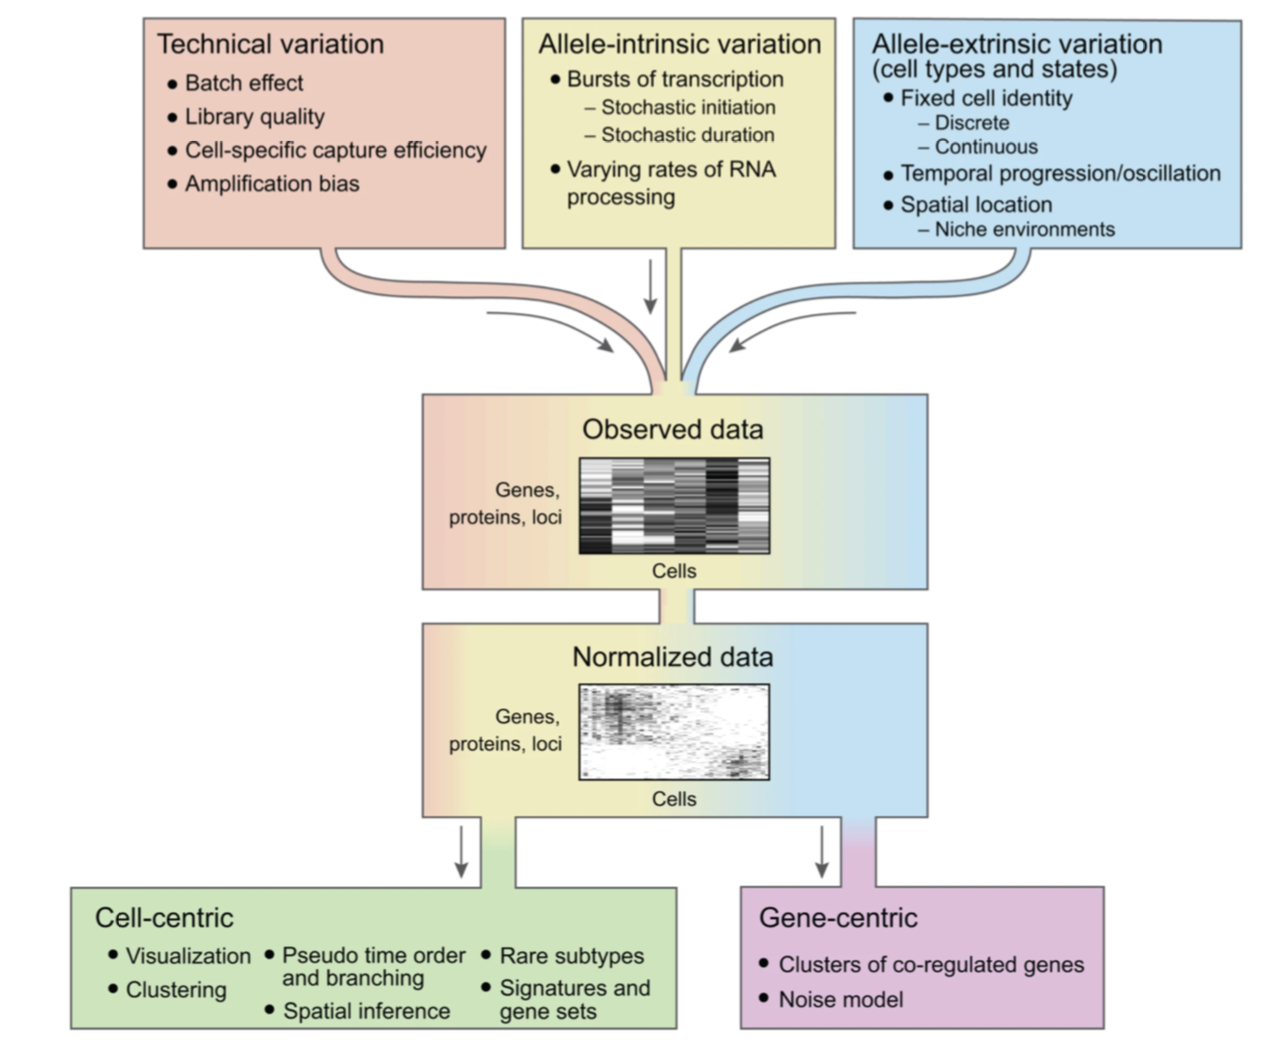 Technical variation
● Batch effect
● Library quality
● Cell-specific capture efficiency
● Amplification bias
Allele-intrinsic variation
● Bursts of transcription
– Stochastic initiation
– Stochastic duration
● Varying rates of RNA
processing
Allele-extrinsic variation
(cell types and states)
● Fixed cell identity
– Discrete
– Continuous
● Temporal progression/oscillation
● Spatial location
– Niche environments
Observed data
Genes,
proteins, loci
Cells
Normalized data
Genes,
proteins, loci
Cells
Cell-centric
● Visualization
● Clustering
● Pseudo time order
and branching
● Spatial inference
● Rare subtypes
● Signatures and
gene sets
Gene-centric
● Clusters of co-regulated genes
● Noise model